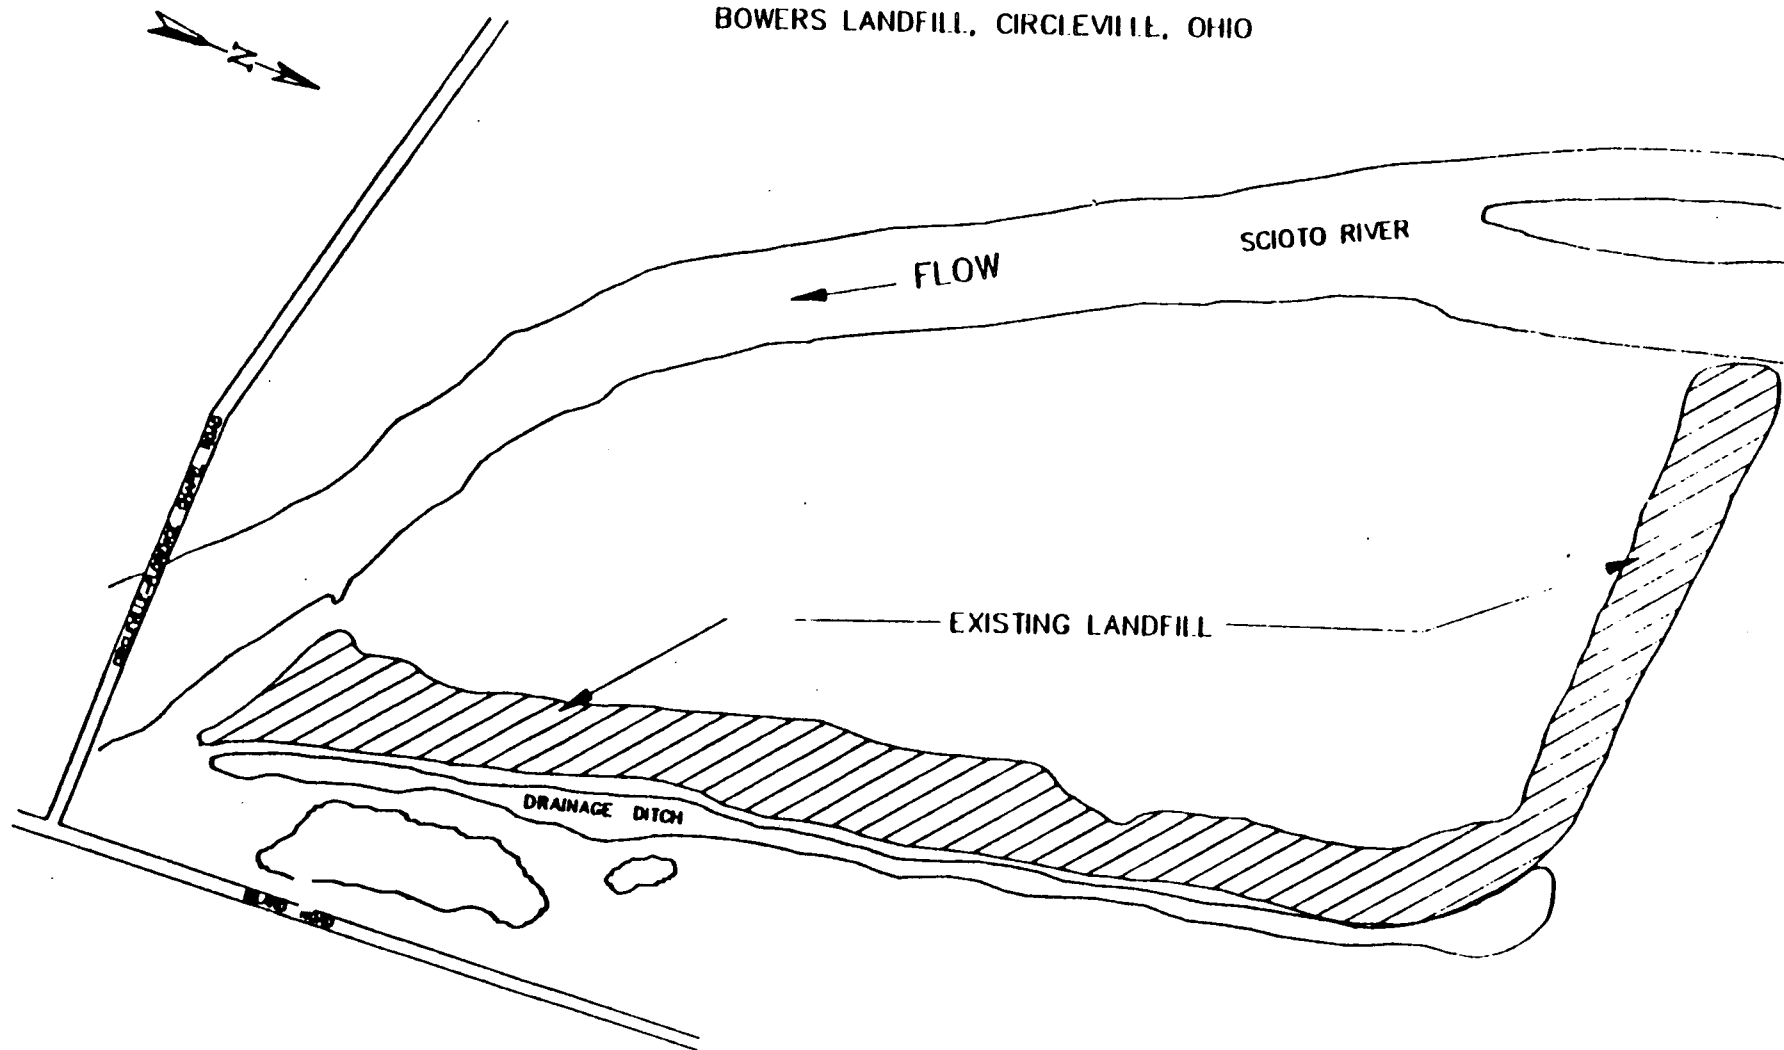 BOWERS LANDFILL, CIRCLEVILLE, OHIO
N
SCIOTO RIVER
FLOW
EXISTING LANDFILL
DRAINAGE DITCH